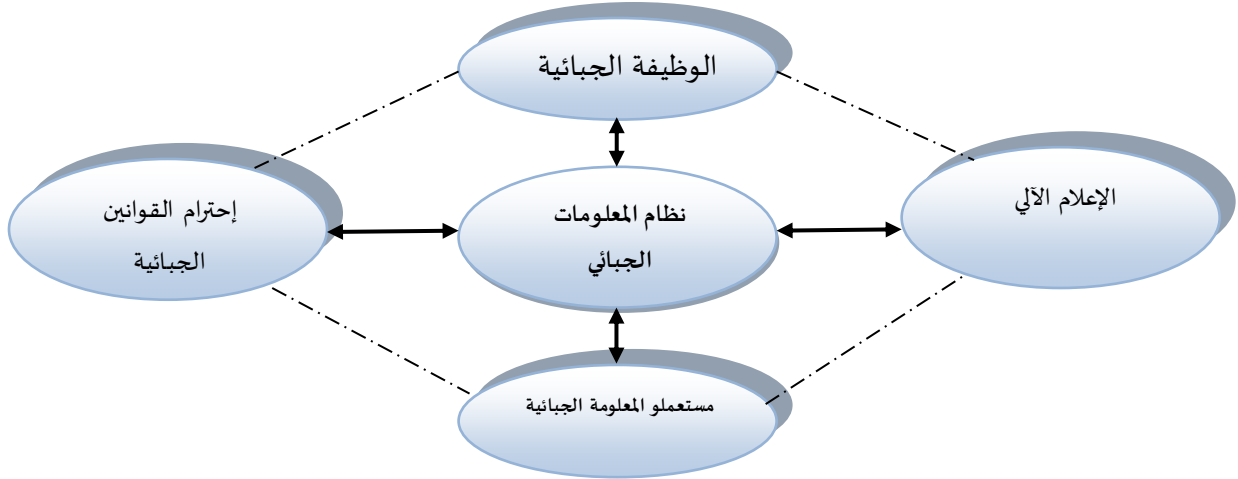 الوظيفة الجبائية
الإعلام الآلي
نظام المعلومات
الجبائي
إحترام القوانين
الجبائية
مستعملو المعلومة الجبائية